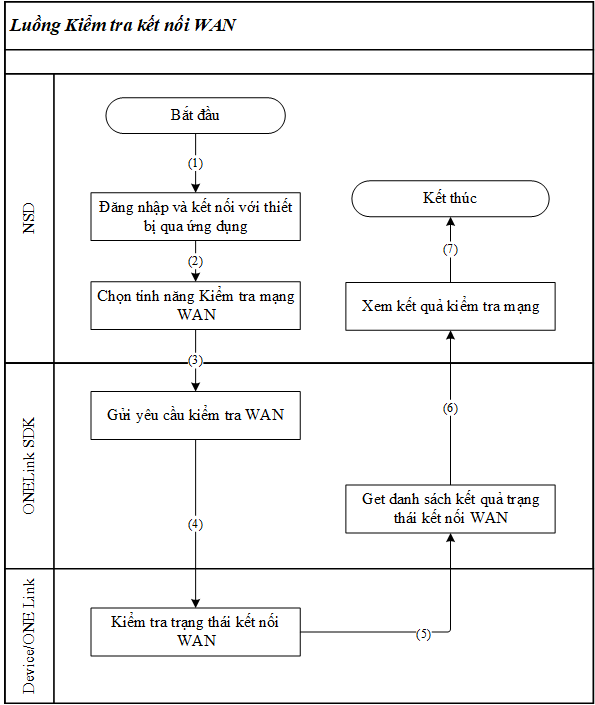 Luồng Kiểm tra kết nối WAN
NSD
Bắt đầu
(1)
Đăng nhập và kết nối với thiết
bị qua ứng dụng
(2)
Chọn tính năng Kiểm tra mạng
WAN
(3)
Kết thúc
(7)
Xem kết quả kiểm tra mạng
ONELink SDK
Gửi yêu cầu kiểm tra WAN
(4)
(6)
Get danh sách kết quả trạng
thái kết nối WAN
Device/ONE Link
Kiểm tra trạng thái kết nối
WAN
(5)